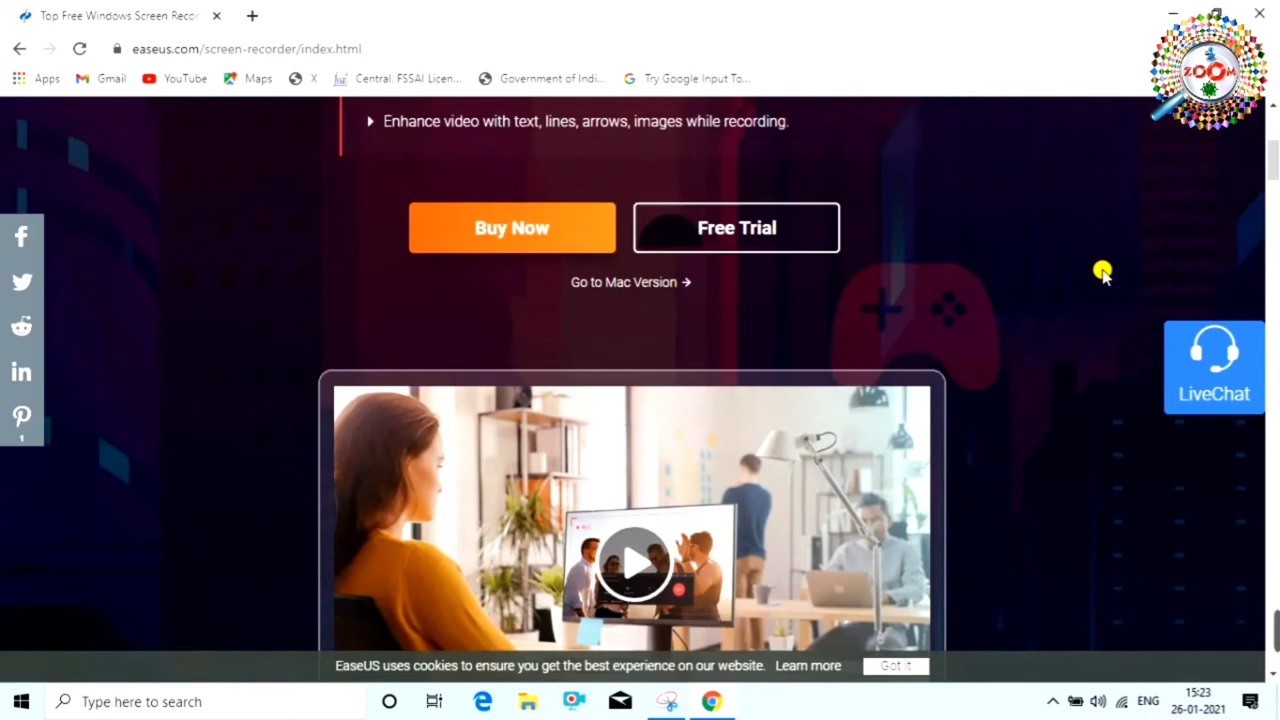 Top Free Windows Screen Recor
easeus.com/screen-recorder/index.html
Apps Gmail YouTube Maps X Central. FSSAI Licen... Government of Indi... Try Google Input To...
ZOOM
Enhance video with text, lines, arrows, images while recording.
Buy Now Free Trial
Go to Mac Version →
LiveChat
1
REC
EaseUS uses cookies to ensure you get the best experience on our website. Learn more Got it
Type here to search
ENG
15:23
26-01-2021